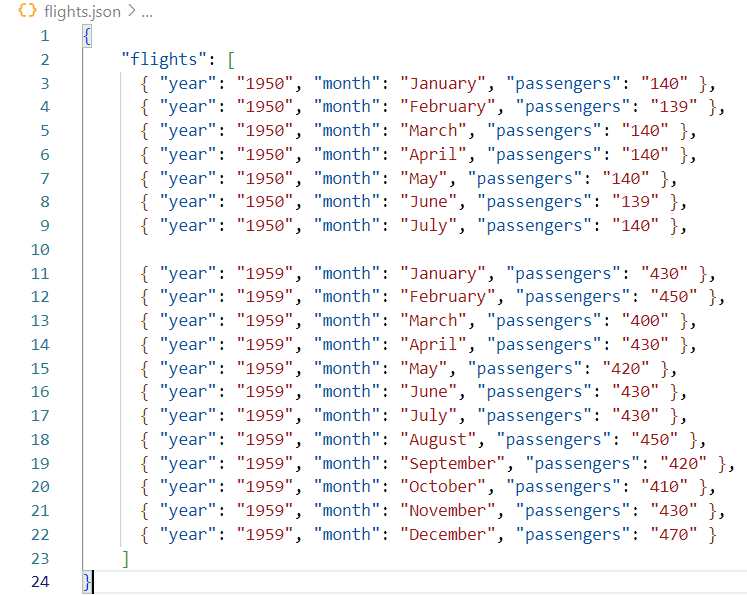 flights.json > ...
1 {
2 "flights": [
3 { "year": "1950", "month": "January", "passengers": "140" },
4 { "year": "1950", "month": "February", "passengers": "139" },
5 { "year": "1950", "month": "March", "passengers": "140" },
6 { "year": "1950", "month": "April", "passengers": "140" },
7 { "year": "1950", "month": "May", "passengers": "140" },
8 { "year": "1950", "month": "June", "passengers": "139" },
9 { "year": "1950", "month": "July", "passengers": "140" },
10
11 { "year": "1959", "month": "January", "passengers": "430" },
12 { "year": "1959", "month": "February", "passengers": "450" },
13 { "year": "1959", "month": "March", "passengers": "400" },
14 { "year": "1959", "month": "April", "passengers": "430" },
15 { "year": "1959", "month": "May", "passengers": "420" },
16 { "year": "1959", "month": "June", "passengers": "430" },
17 { "year": "1959", "month": "July", "passengers": "430" },
18 { "year": "1959", "month": "August", "passengers": "450" },
19 { "year": "1959", "month": "September", "passengers": "420" },
20 { "year": "1959", "month": "October", "passengers": "410" },
21 { "year": "1959", "month": "November", "passengers": "430" },
22 { "year": "1959", "month": "December", "passengers": "470" }
23 ]
24 }